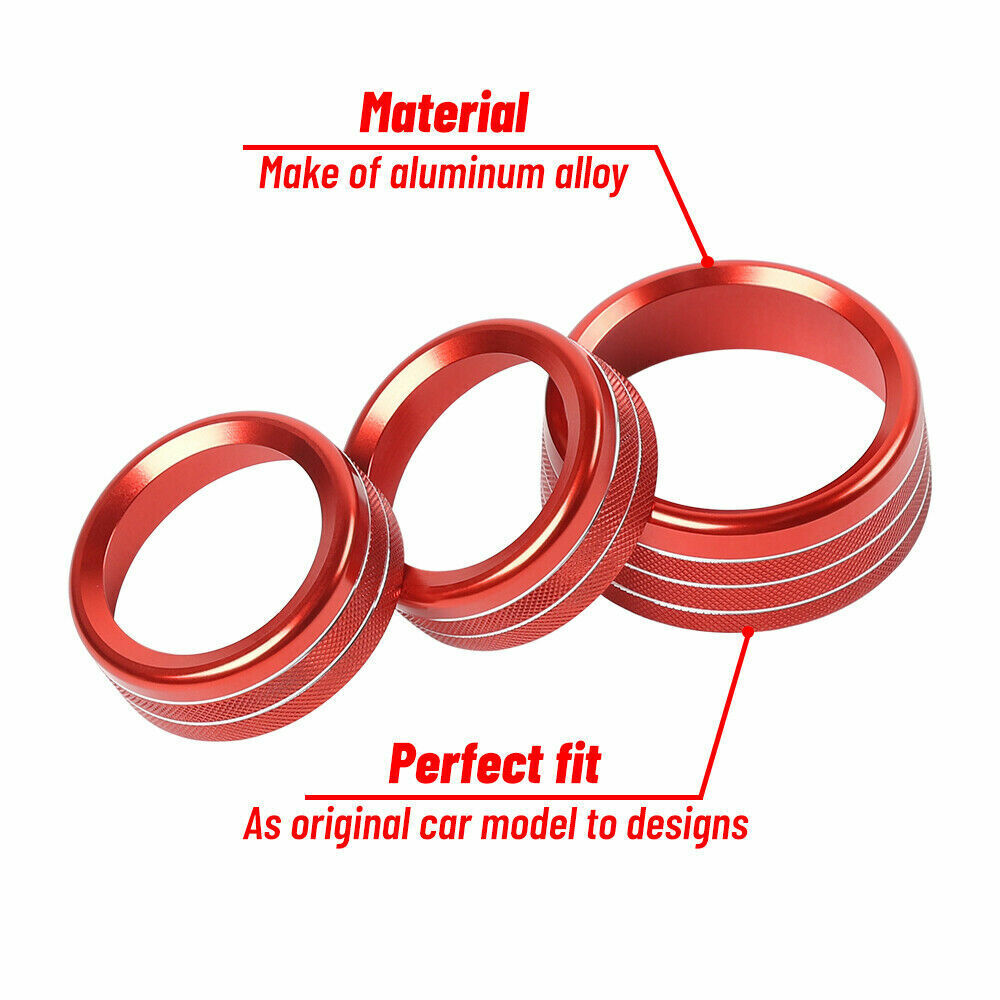 Material
Make of aluminum alloy
Perfect fit
As original car model to designs